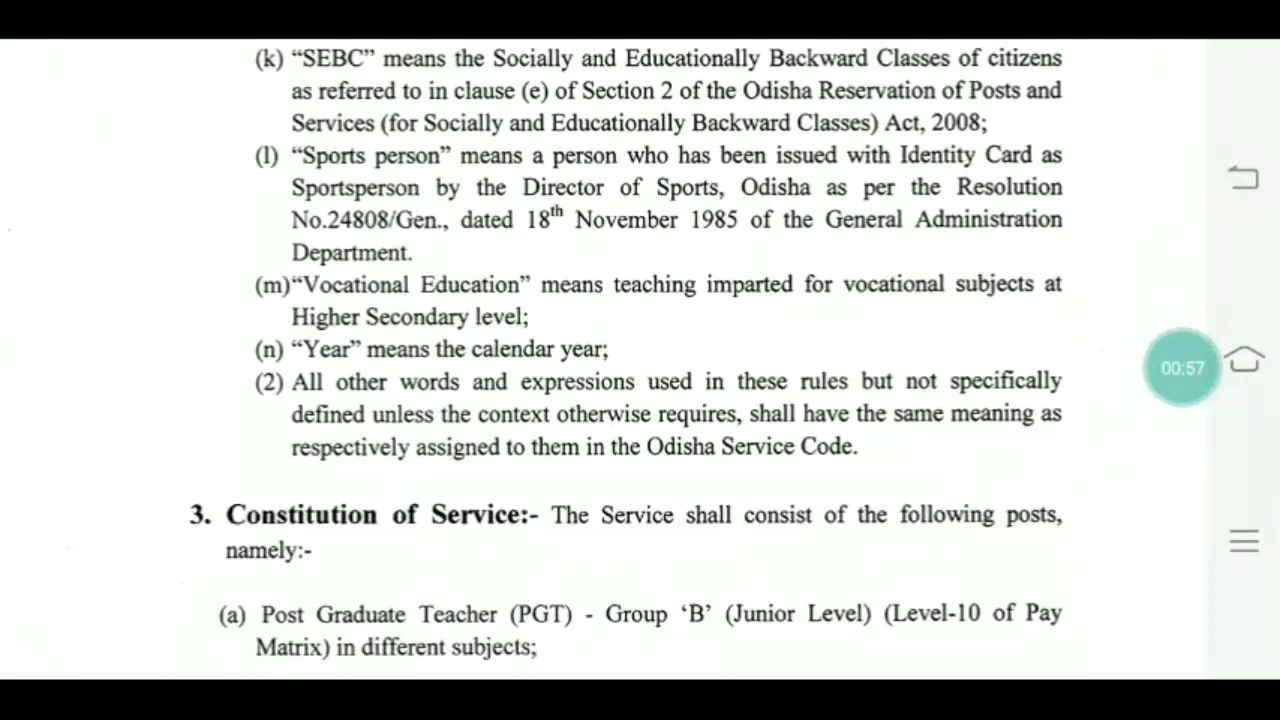 (k) “SEBC” means the Socially and Educationally Backward Classes of citizens
as referred to in clause (e) of Section 2 of the Odisha Reservation of Posts and
Services (for Socially and Educationally Backward Classes) Act, 2008;
(l) “Sports person” means a person who has been issued with Identity Card as
Sportsperson by the Director of Sports, Odisha as per the Resolution
No.24808/Gen., dated 18th November 1985 of the General Administration
Department.
(m)“Vocational Education” means teaching imparted for vocational subjects at
Higher Secondary level;
(n) “Year” means the calendar year;
00:57
(2) All other words and expressions used in these rules but not specifically
defined unless the context otherwise requires, shall have the same meaning as
respectively assigned to them in the Odisha Service Code.
3. Constitution of Service:- The Service shall consist of the following posts,
namely:-
(a) Post Graduate Teacher (PGT) - Group ‘B’ (Junior Level) (Level-10 of Pay
Matrix) in different subjects;